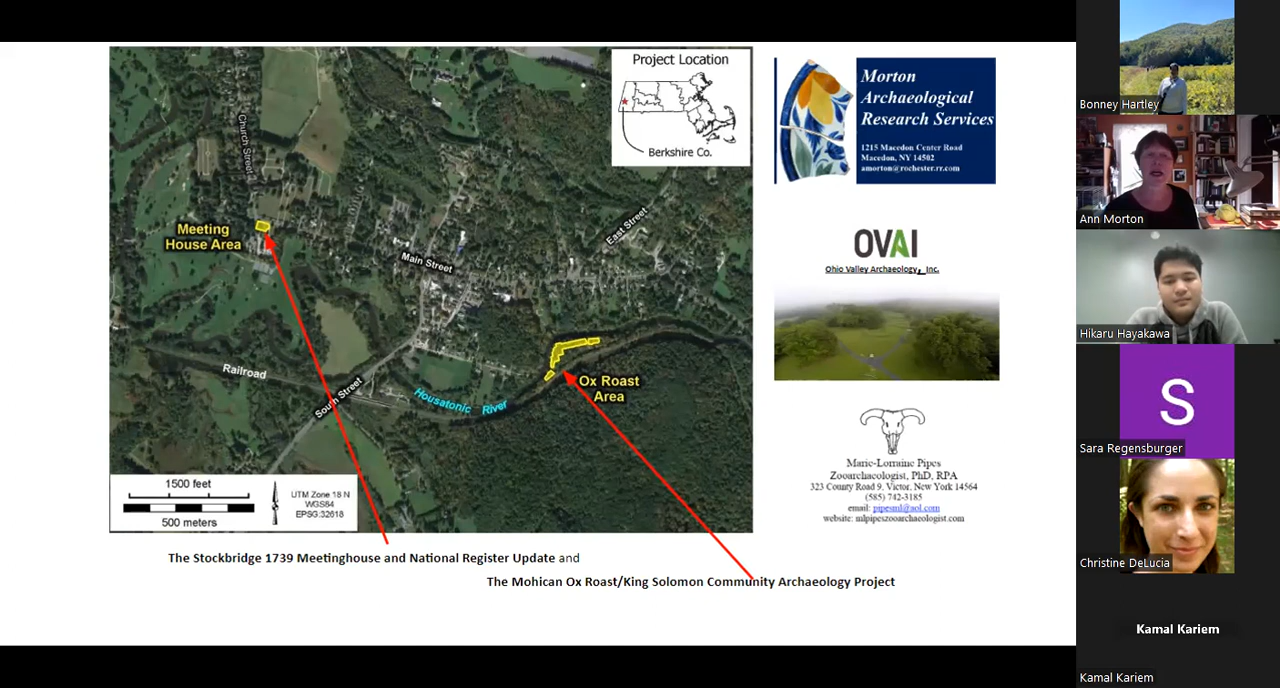 Project Location
Berkshire Co.
Church Street
Meeting
House Area
Main Street
East Street
Railroad
South Street
Housatonic River
Ox Roast
Area
1500 feet
500 meters
UTM Zone 18 N
WGS84
EPSG:32618
The Stockbridge 1739 Meetinghouse and National Register Update and
The Mohican Ox Roast/King Solomon Community Archaeology Project
Morton
Archaeological
Research Services
1215 Macedon Center Road
Macedon, NY 14502
amorton@rochester.rr.com
OVAI
Ohio Valley Archaeology, Inc.
Marie-Lorraine Pipes
Zooarchaeologist, PhD, RPA
323 County Road 9, Victor, New York 14564
(585) 742-3185
email: pipesml@aol.com
website: mlpipeszooarchaeologist.com
Bonney Hartley
Ann Morton
Hikaru Hayakawa
S
Sara Regensburger
Christine DeLucia
Kamal Kariem
Kamal Kariem